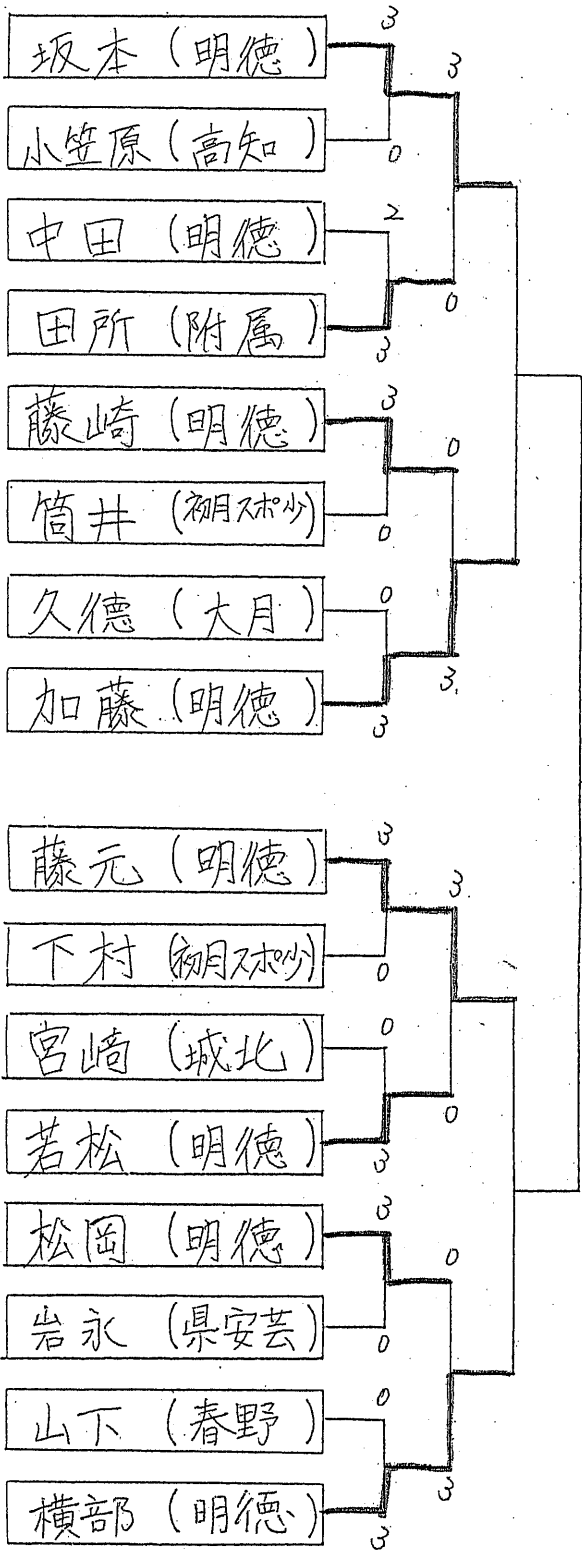 3
坂本 (明徳)
3
小笠原 (高知)
0
2
中田 (明徳)
0
田所 (附属)
3
3
藤崎 (明徳)
0
筒井 (初月スポ少)
0
0
久徳 (大月)
加藤 (明徳)
3
3
3
藤元 (明徳)
3
下村 (初月スポ少)
0
0
宮﨑 (城北)
0
若松 (明徳)
3
3
松岡 (明徳)
0
岩永 (県安芸)
0
0
山下 (春野)
3
横部 (明徳)
3